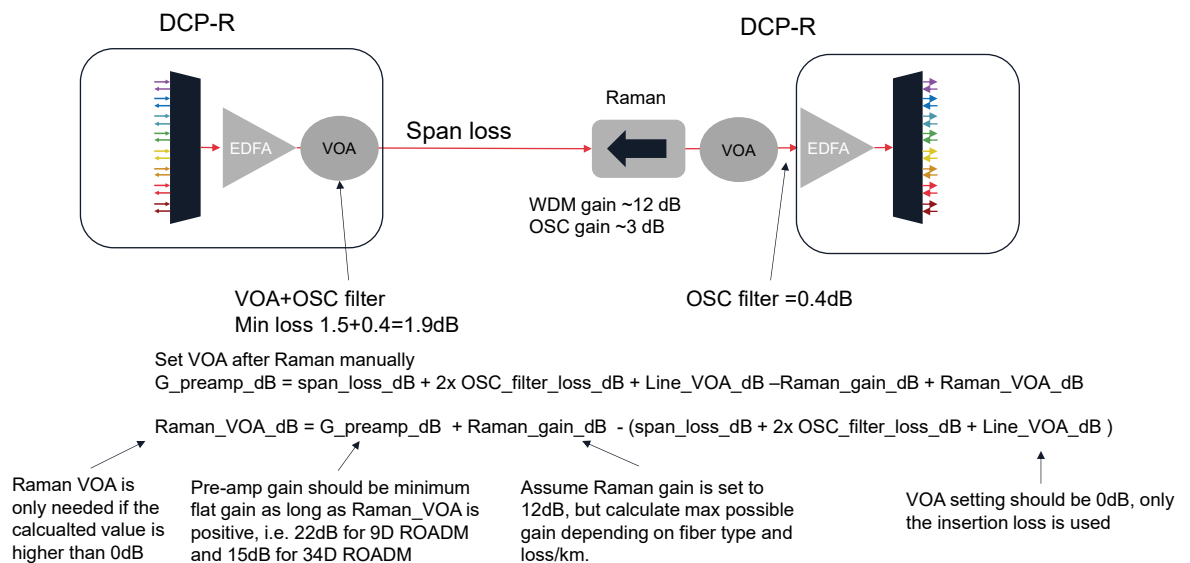 DCP-R
DCP-R
EDFA
VOA
Span loss
Raman
VOA
EDFA
WDM gain ~12 dB
OSC gain ~3 dB
VOA+OSC filter
Min loss 1.5+0.4=1.9dB
OSC filter =0.4dB
Set VOA after Raman manually
G_preamp_dB = span_loss_dB + 2x OSC_filter_loss_dB + Line_VOA_dB –Raman_gain_dB + Raman_VOA_dB
Raman_VOA_dB = G_preamp_dB + Raman_gain_dB - (span_loss_dB + 2x OSC_filter_loss_dB + Line_VOA_dB )
Raman VOA is
only needed if the
calcualted value is
higher than 0dB
Pre-amp gain should be minimum
flat gain as long as Raman_VOA is
positive, i.e. 22dB for 9D ROADM
and 15dB for 34D ROADM
Assume Raman gain is set to
12dB, but calculate max possible
gain depending on fiber type and
loss/km.
VOA setting should be 0dB, only
the insertion loss is used